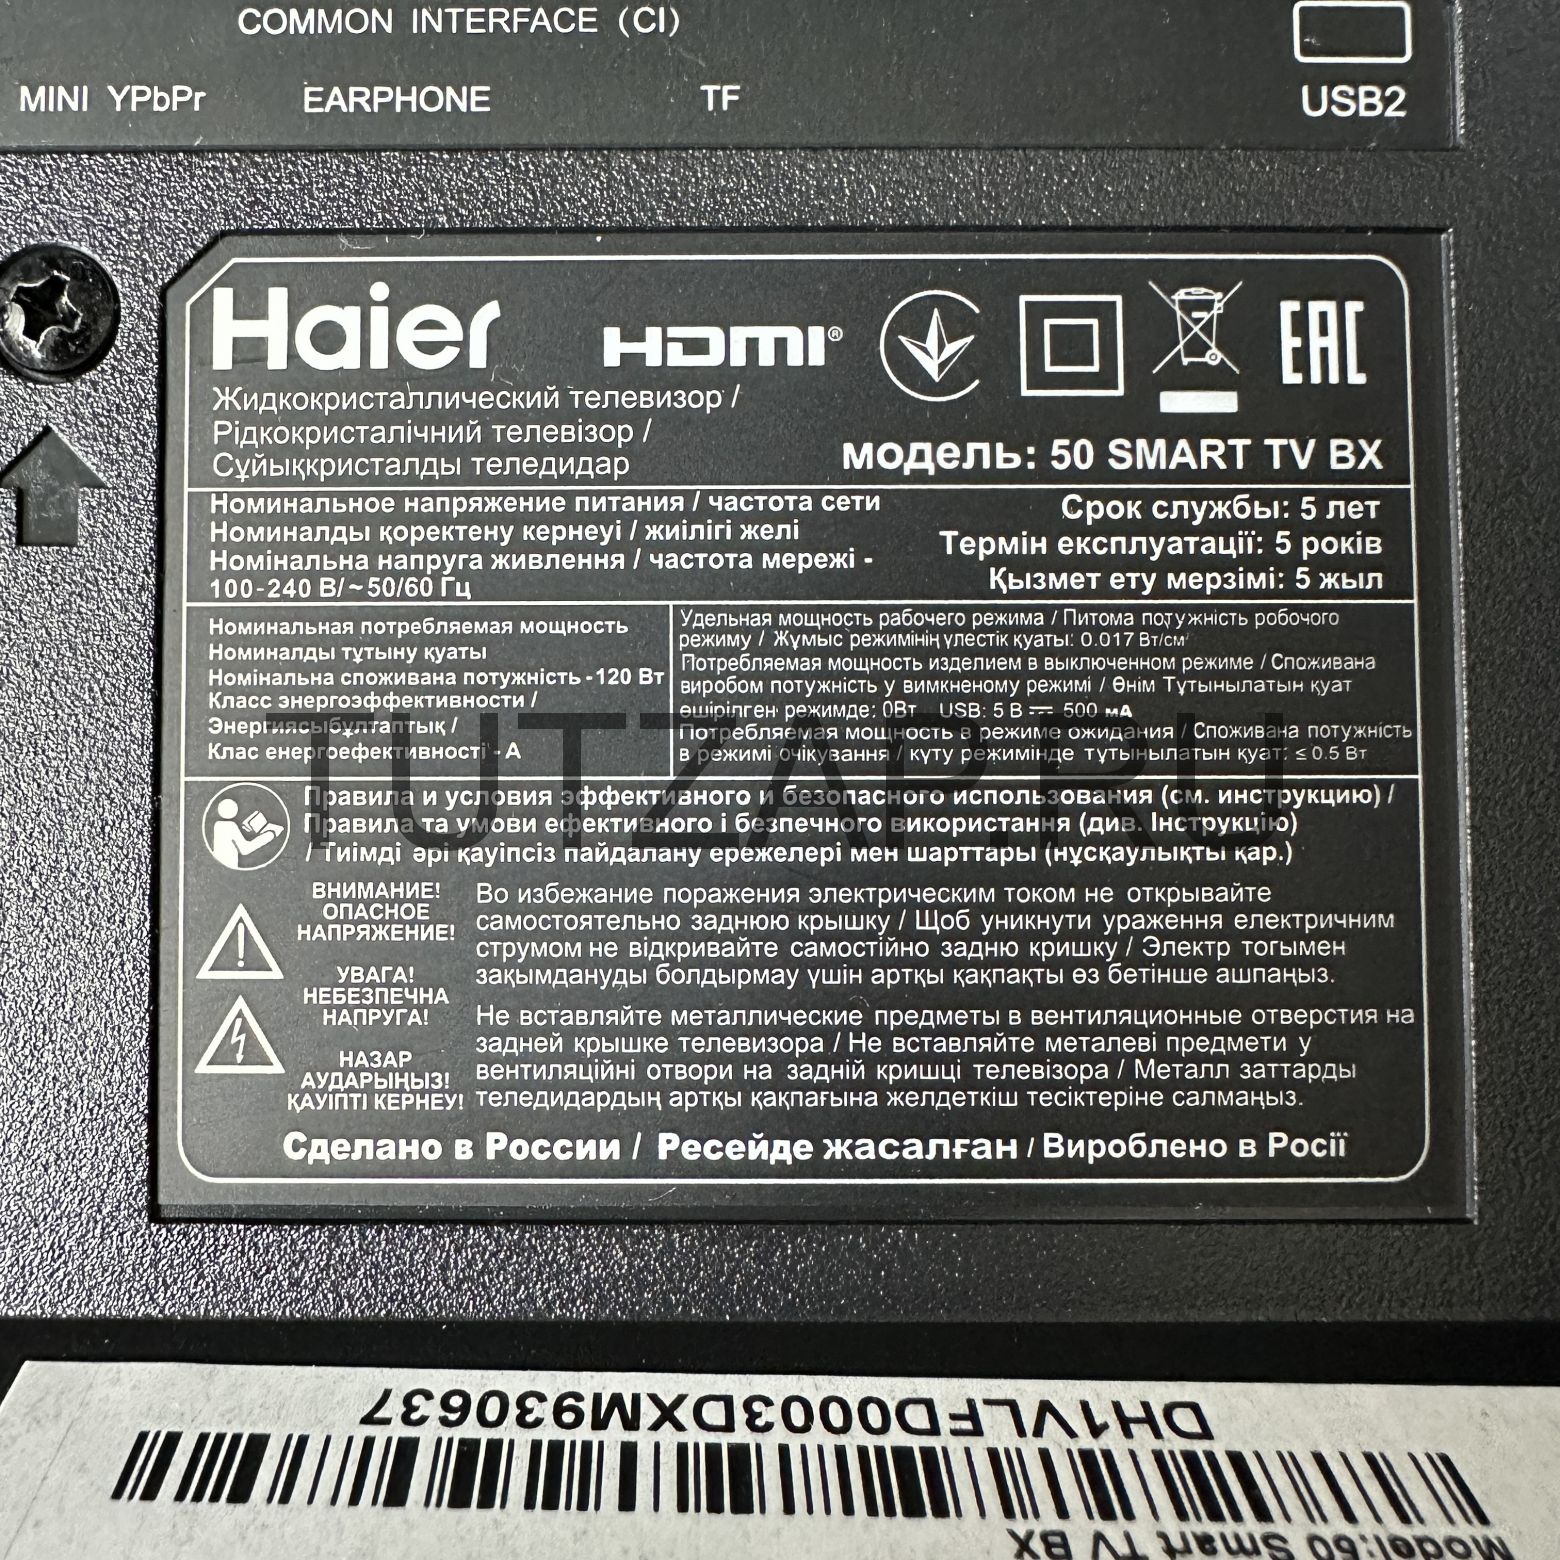 COMMON INTERFACE (CI)
MINI YPbPr EARPHONE TF USB2
Haier HDMI® EAC
Жидкокристаллический телевизор /
Рідкокристалічний телевізор /
Сұйыққристалды теледидар
модель: 50 SMART TV BX
Номинальное напряжение питания / частота сети
Номиналды қоректену кернеуі / жиілігі желі
Номінальна напруга живлення / частота мережі -
100-240 В/~50/60 Гц
Срок службы: 5 лет
Термін експлуатації: 5 років
Қызмет ету мерзімі: 5 жыл
Номинальная потребляемая мощность
Номиналды тұтыну қуаты
Номінальна споживана потужність -120 Вт
Класс энергоэффективности /
Энергиясыбұлтаптық /
Клас енергоефективності - А
Удельная мощность рабочего режима / Питома потужність робочого
режиму / Жұмыс режимінің үлестік қуаты: 0.017 Вт/см²
Потребляемая мощность изделием в выключенном режиме / Споживана
виробом потужність у вимкненому режимі / Өнім Тұтынылатын қуат
өшірілген режимде: 0Вт USB: 5 В ⎓ 500 мА
Потребляемая мощность в режиме ожидания / Споживана потужність
в режимі очікування / күту режимінде тұтынылатын қуат: ≤ 0.5 Вт
TUTZAP.RU
Правила и условия эффективного и безопасного использования (см. инструкцию) /
Правила та умови ефективного і безпечного використання (див. Інструкцію)
/ Тиімді әрі қауіпсіз пайдалану ережелері мен шарттары (нұсқаулықты қар.)
ВНИМАНИЕ!
ОПАСНОЕ
НАПРЯЖЕНИЕ!
УВАГА!
НЕБЕЗПЕЧНА
НАПРУГА!
НАЗАР
АУДАРЫҢЫЗ!
ҚАУІПТІ КЕРНЕУ!
Во избежание поражения электрическим током не открывайте
самостоятельно заднюю крышку / Щоб уникнути ураження електричним
струмом не відкривайте самостійно задню кришку / Электр тогымен
зақымдануды болдырмау үшін артқы қақпақты өз бетінше ашпаңыз.
Не вставляйте металлические предметы в вентиляционные отверстия на
задней крышке телевизора / Не вставляйте металеві предмети у
вентиляційні отвори на задній кришці телевізора / Металл заттарды
теледидардың артқы қақпағына желдеткіш тесіктеріне салмаңыз.
Сделано в России / Ресейде жасалған / Вироблено в Росії
DH1VLFD0003DXM930637
Model:50 Smart TV BX